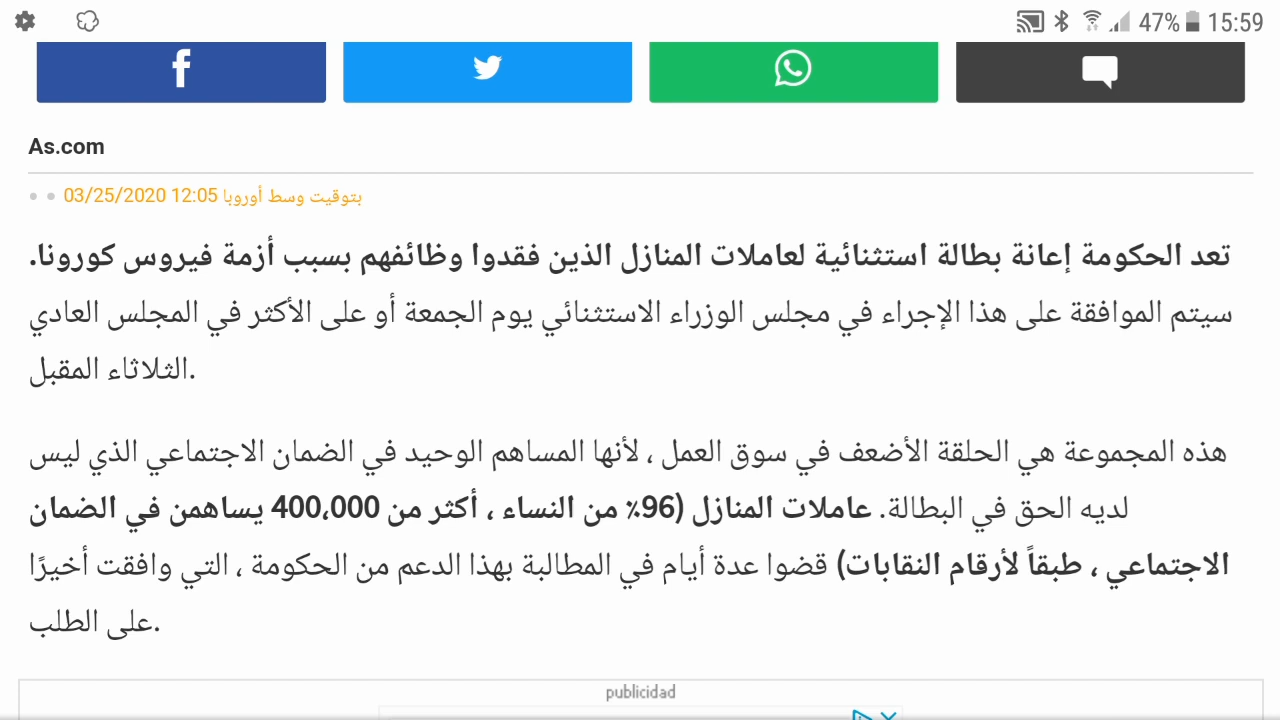 47% 15:59
As.com
03/25/2020 12:05 بتوقيت وسط أوروبا
تعد الحكومة إعانة بطالة استثنائية لعاملات المنازل الذين فقدوا وظائفهم بسبب أزمة فيروس كورونا.
سيتم الموافقة على هذا الإجراء في مجلس الوزراء الاستثنائي يوم الجمعة أو على الأكثر في المجلس العادي
الثلاثاء المقبل.
هذه المجموعة هي الحلقة الأضعف في سوق العمل ، لأنها المساهم الوحيد في الضمان الاجتماعي الذي ليس
لديه الحق في البطالة. عاملات المنازل (96٪ من النساء ، أكثر من 400،000 يساهمن في الضمان
الاجتماعي ، طبقاً لأرقام النقابات) قضوا عدة أيام في المطالبة بهذا الدعم من الحكومة ، التي وافقت أخيرًا
على الطلب.
publicidad